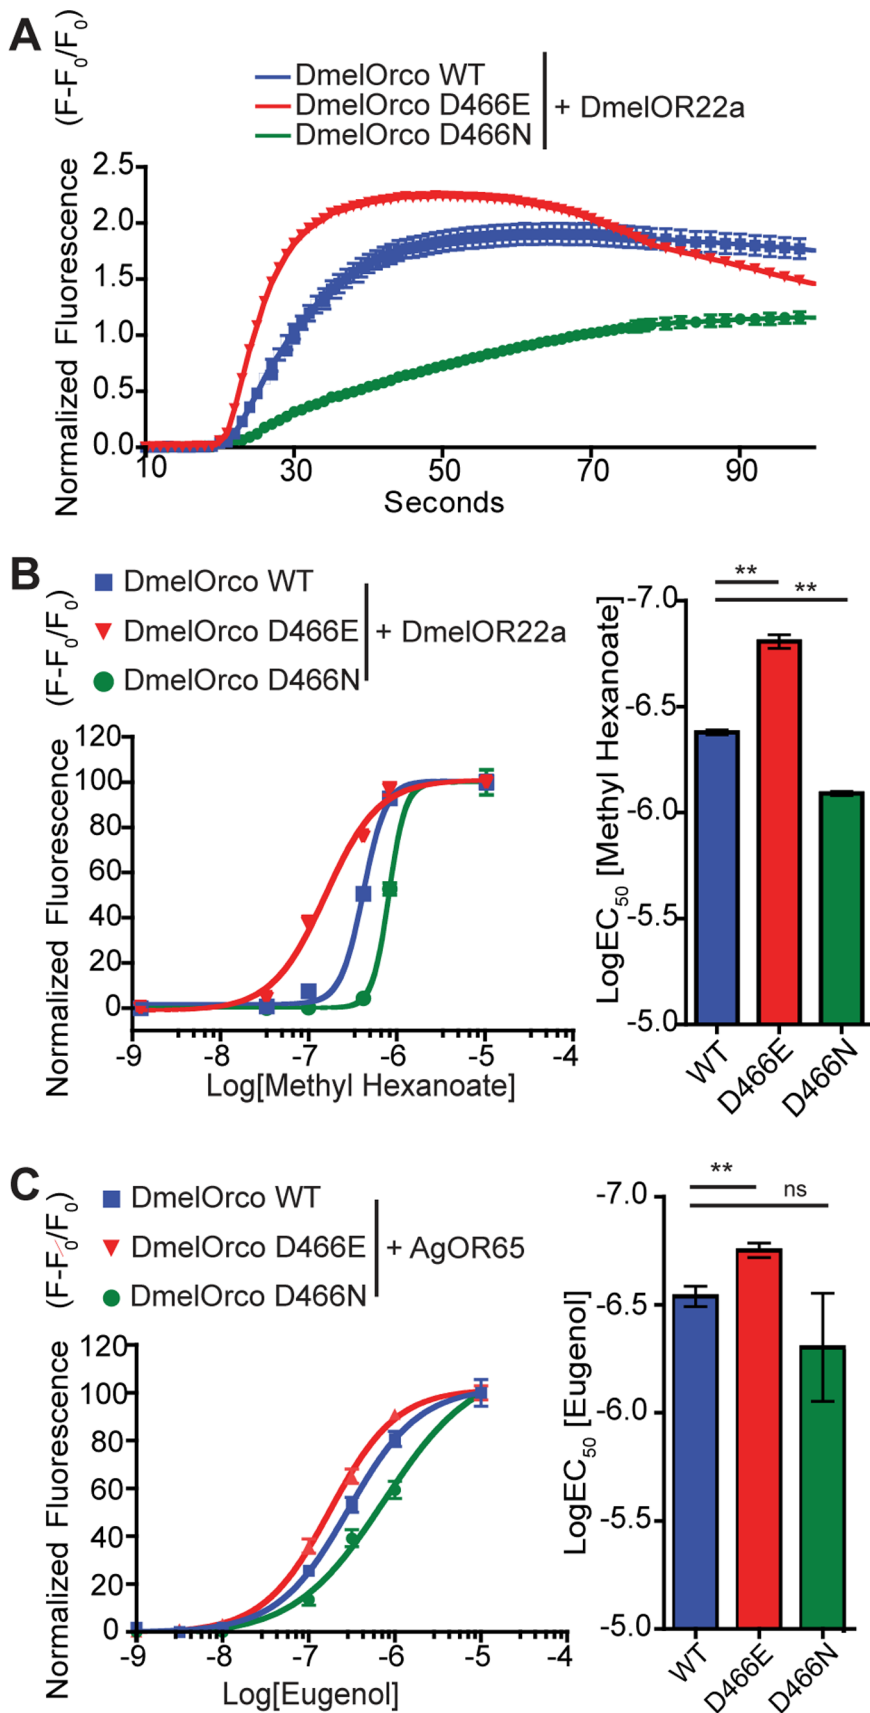 A
(F-F0/F0)
Normalized Fluorescence
DmelOrco WT
DmelOrco D466E
DmelOrco D466N
+ DmelOR22a
2.5
2.0
1.5
1.0
0.5
0.0
10
30
50
70
90
Seconds
B
(F-F0/F0)
Normalized Fluorescence
DmelOrco WT
DmelOrco D466E
DmelOrco D466N
+ DmelOR22a
120
100
80
60
40
20
0
-9
-8
-7
-6
-5
-4
Log[Methyl Hexanoate]
LogEC50 [Methyl Hexanoate]
**
**
-7.0
-6.5
-6.0
-5.5
-5.0
WT
D466E
D466N
C
(F-F0/F0)
Normalized Fluorescence
DmelOrco WT
DmelOrco D466E
DmelOrco D466N
+ AgOR65
120
100
80
60
40
20
0
-9
-8
-7
-6
-5
-4
Log[Eugenol]
LogEC50 [Eugenol]
**
ns
-7.0
-6.5
-6.0
-5.5
-5.0
WT
D466E
D466N